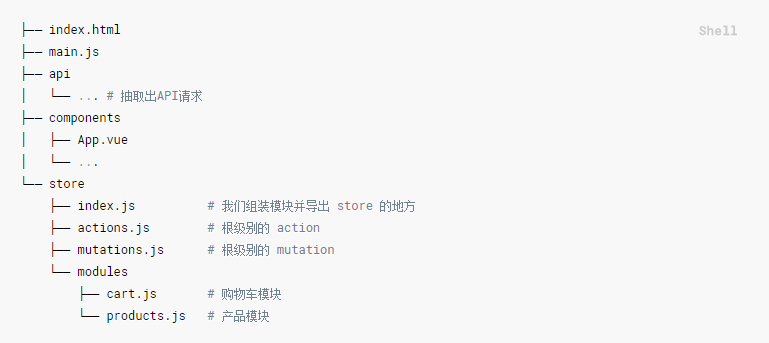 ├── index.html
Shell
├── main.js
├── api
│   └── ... # 抽取出API请求
├── components
│   ├── App.vue
│   └── ...
└── store
    ├── index.js          # 我们组装模块并导出 store 的地方
    ├── actions.js        # 根级别的 action
    ├── mutations.js      # 根级别的 mutation
    └── modules
        ├── cart.js       # 购物车模块
        └── products.js   # 产品模块